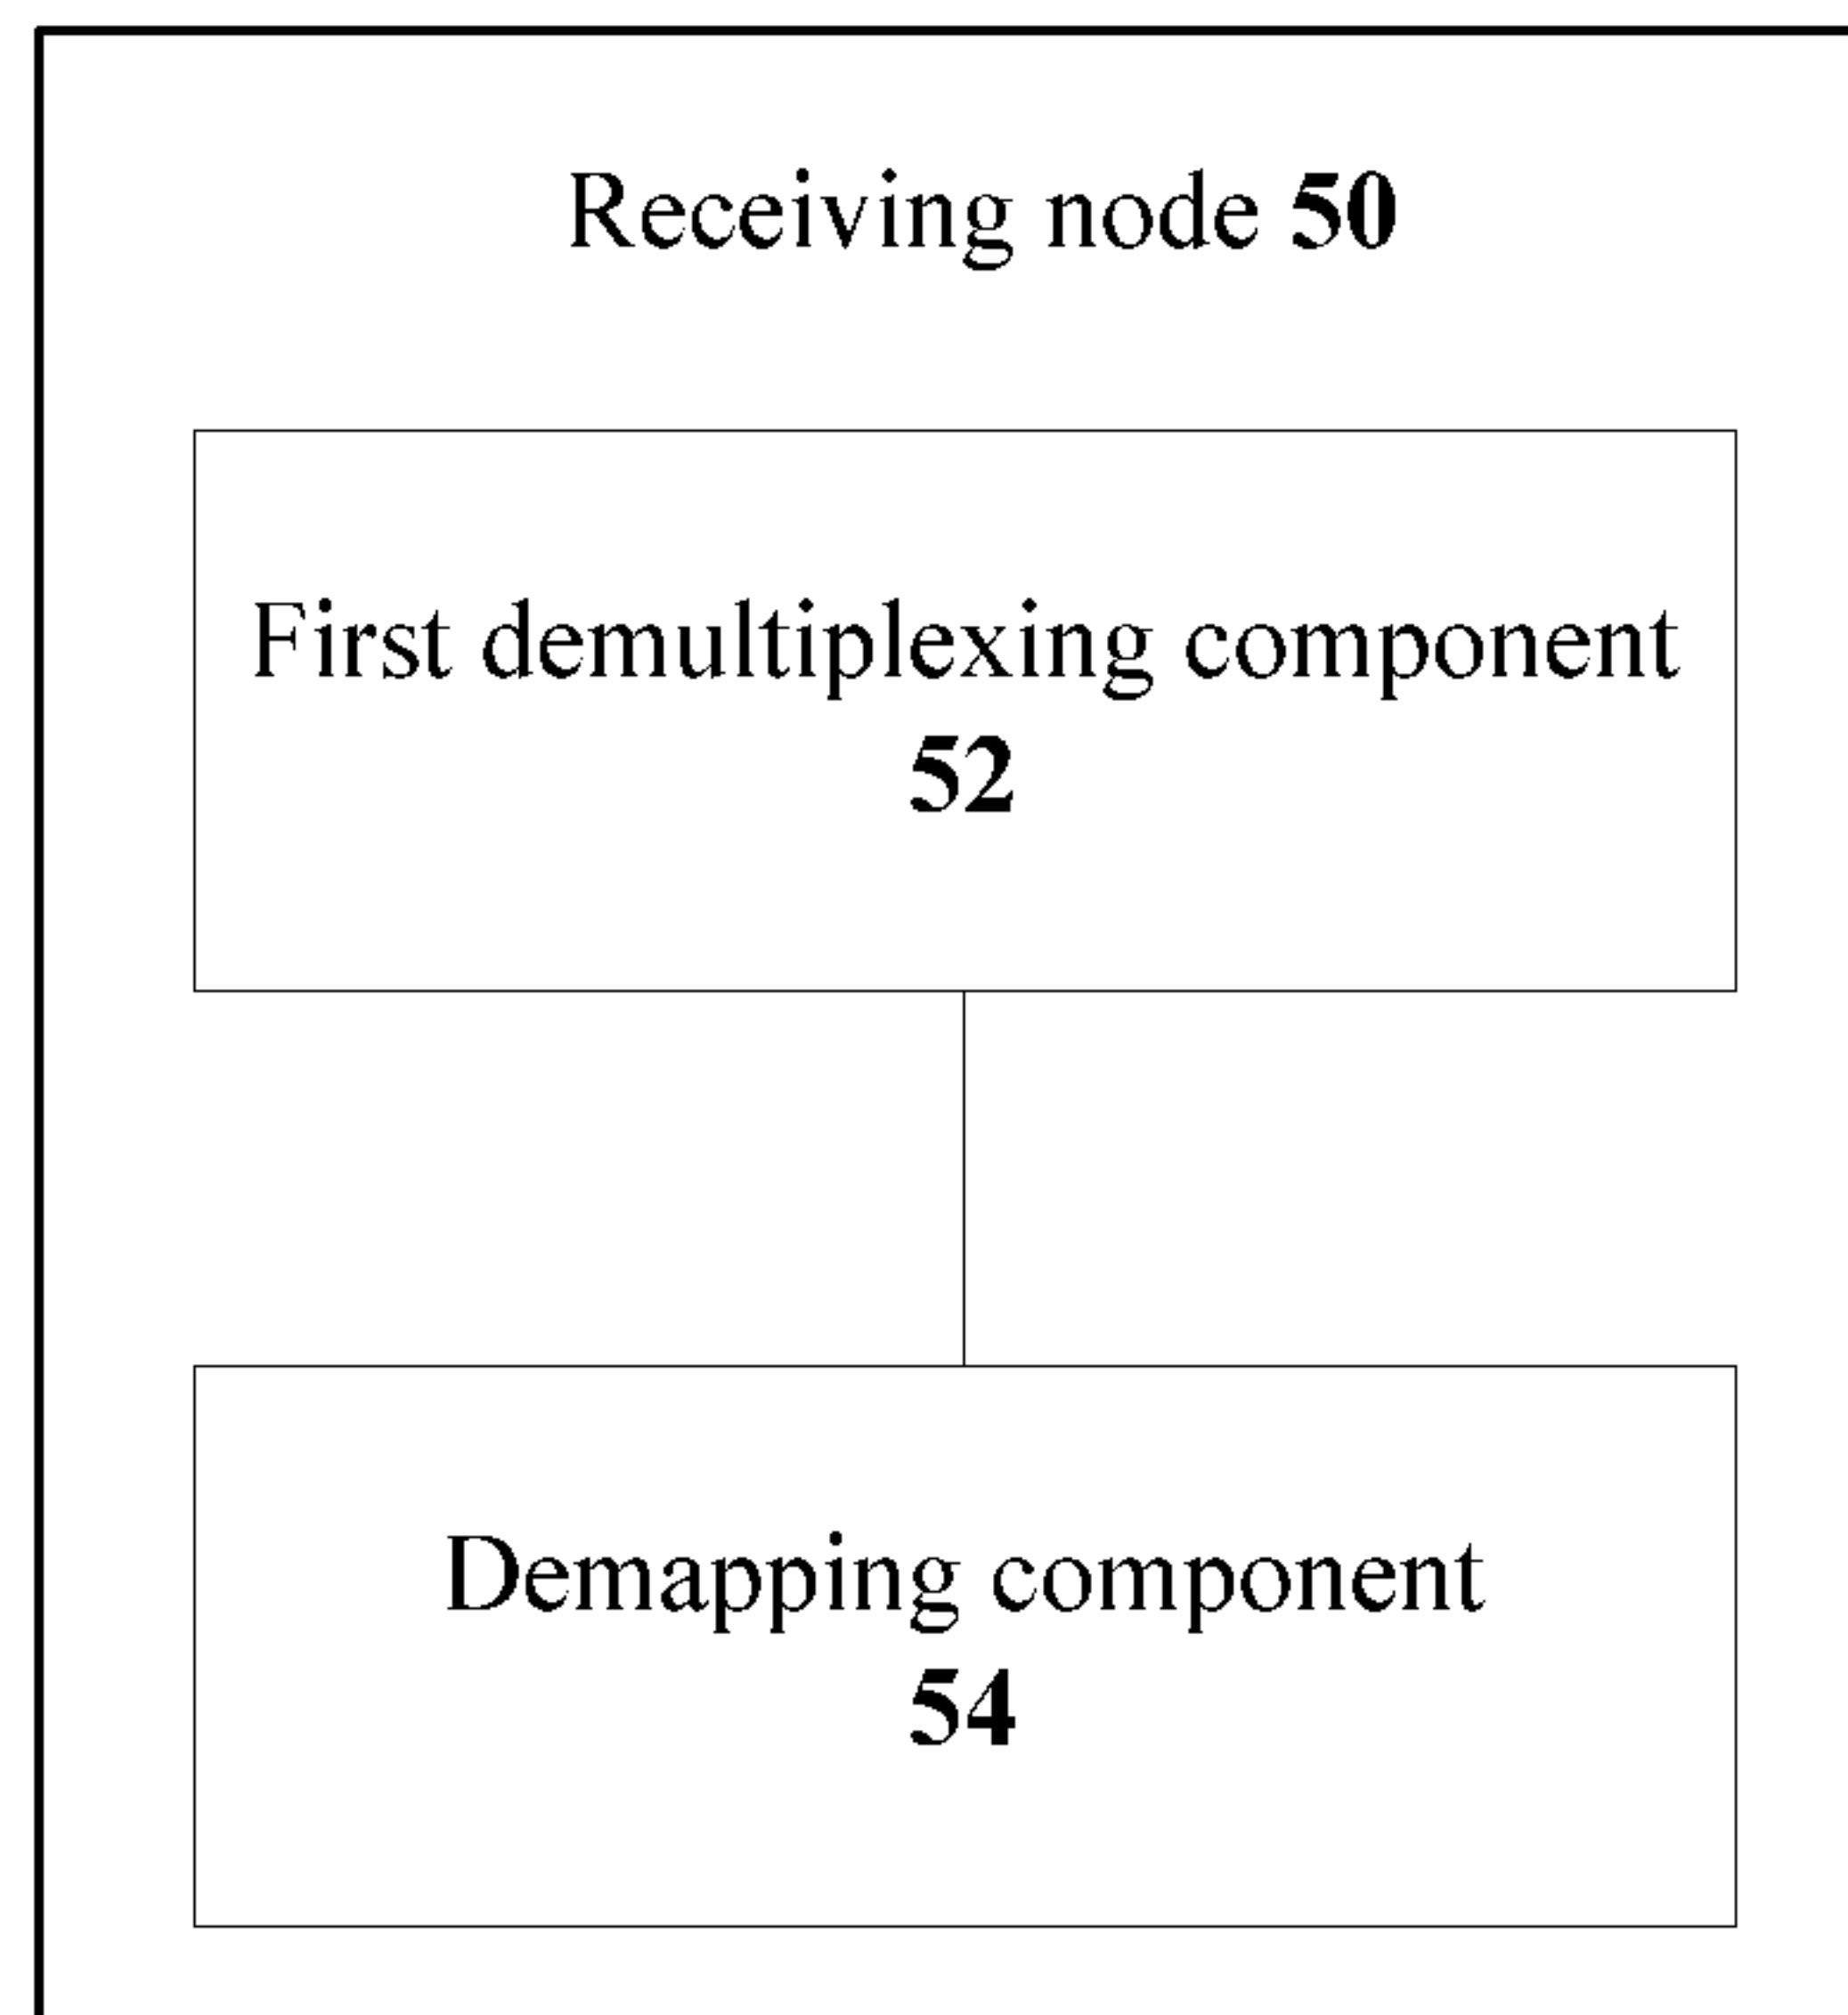 Receiving node 50
First demultiplexing component
52
Demapping component
54